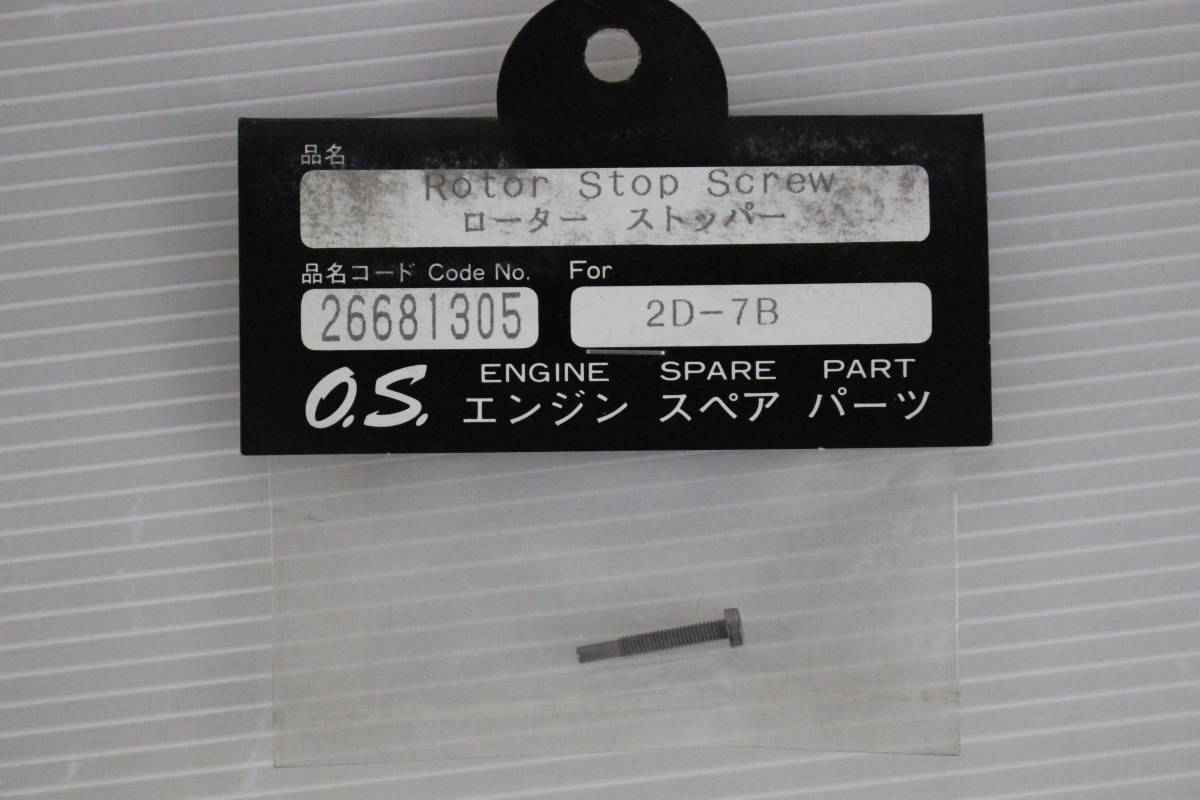 品名
Rotor Stop Screw
ローター ストッパー
品名コード Code No. For
26681305 2D-7B
O.S. ENGINE SPARE PART
エンジン スペア パーツ